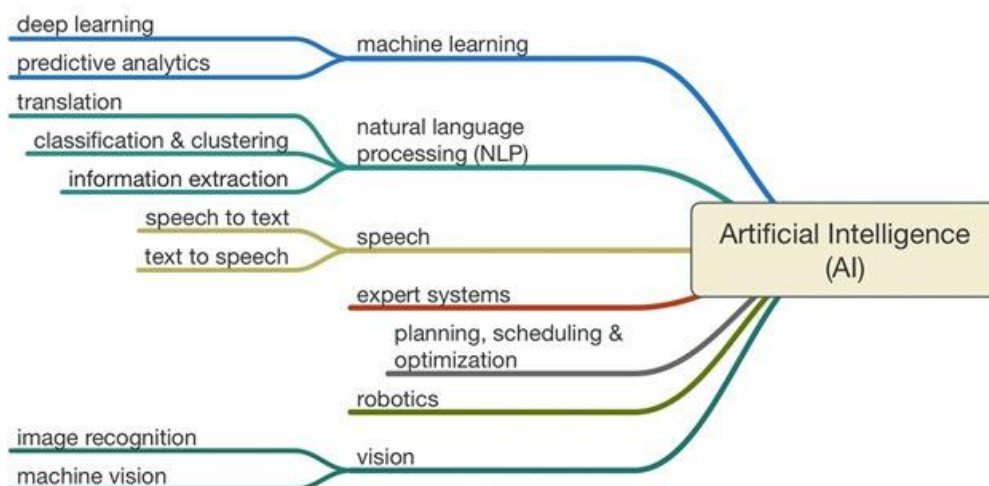 deep learning
machine learning
predictive analytics
translation
natural language
processing (NLP)
classification & clustering
information extraction
speech to text
speech
text to speech
Artificial Intelligence
(AI)
expert systems
planning, scheduling &
optimization
robotics
image recognition
vision
machine vision